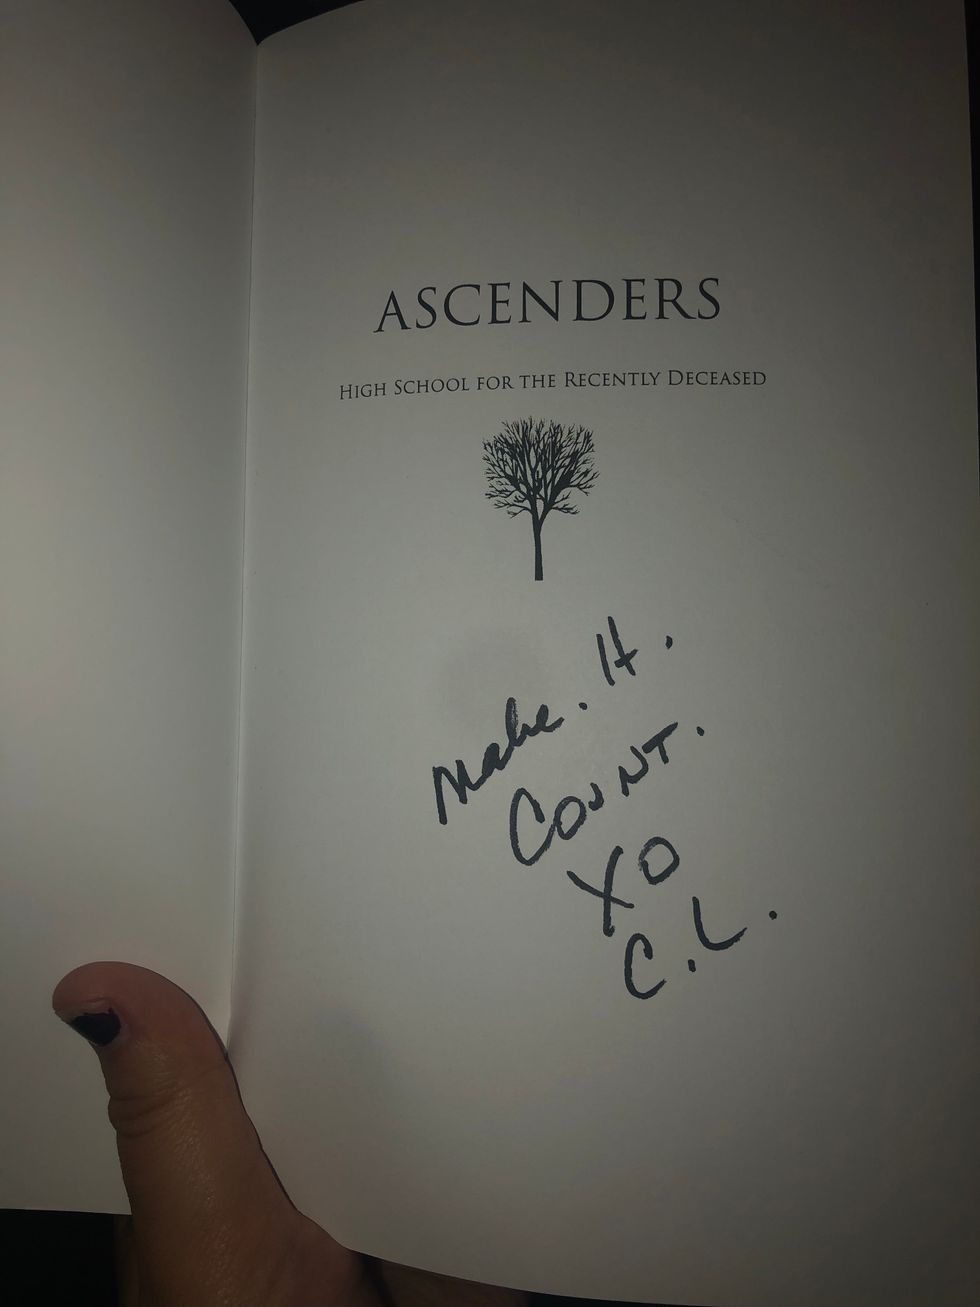 ASCENDERS
HIGH SCHOOL FOR THE RECENTLY DECEASED
Make. It.
COUNT.
XO
C.L.